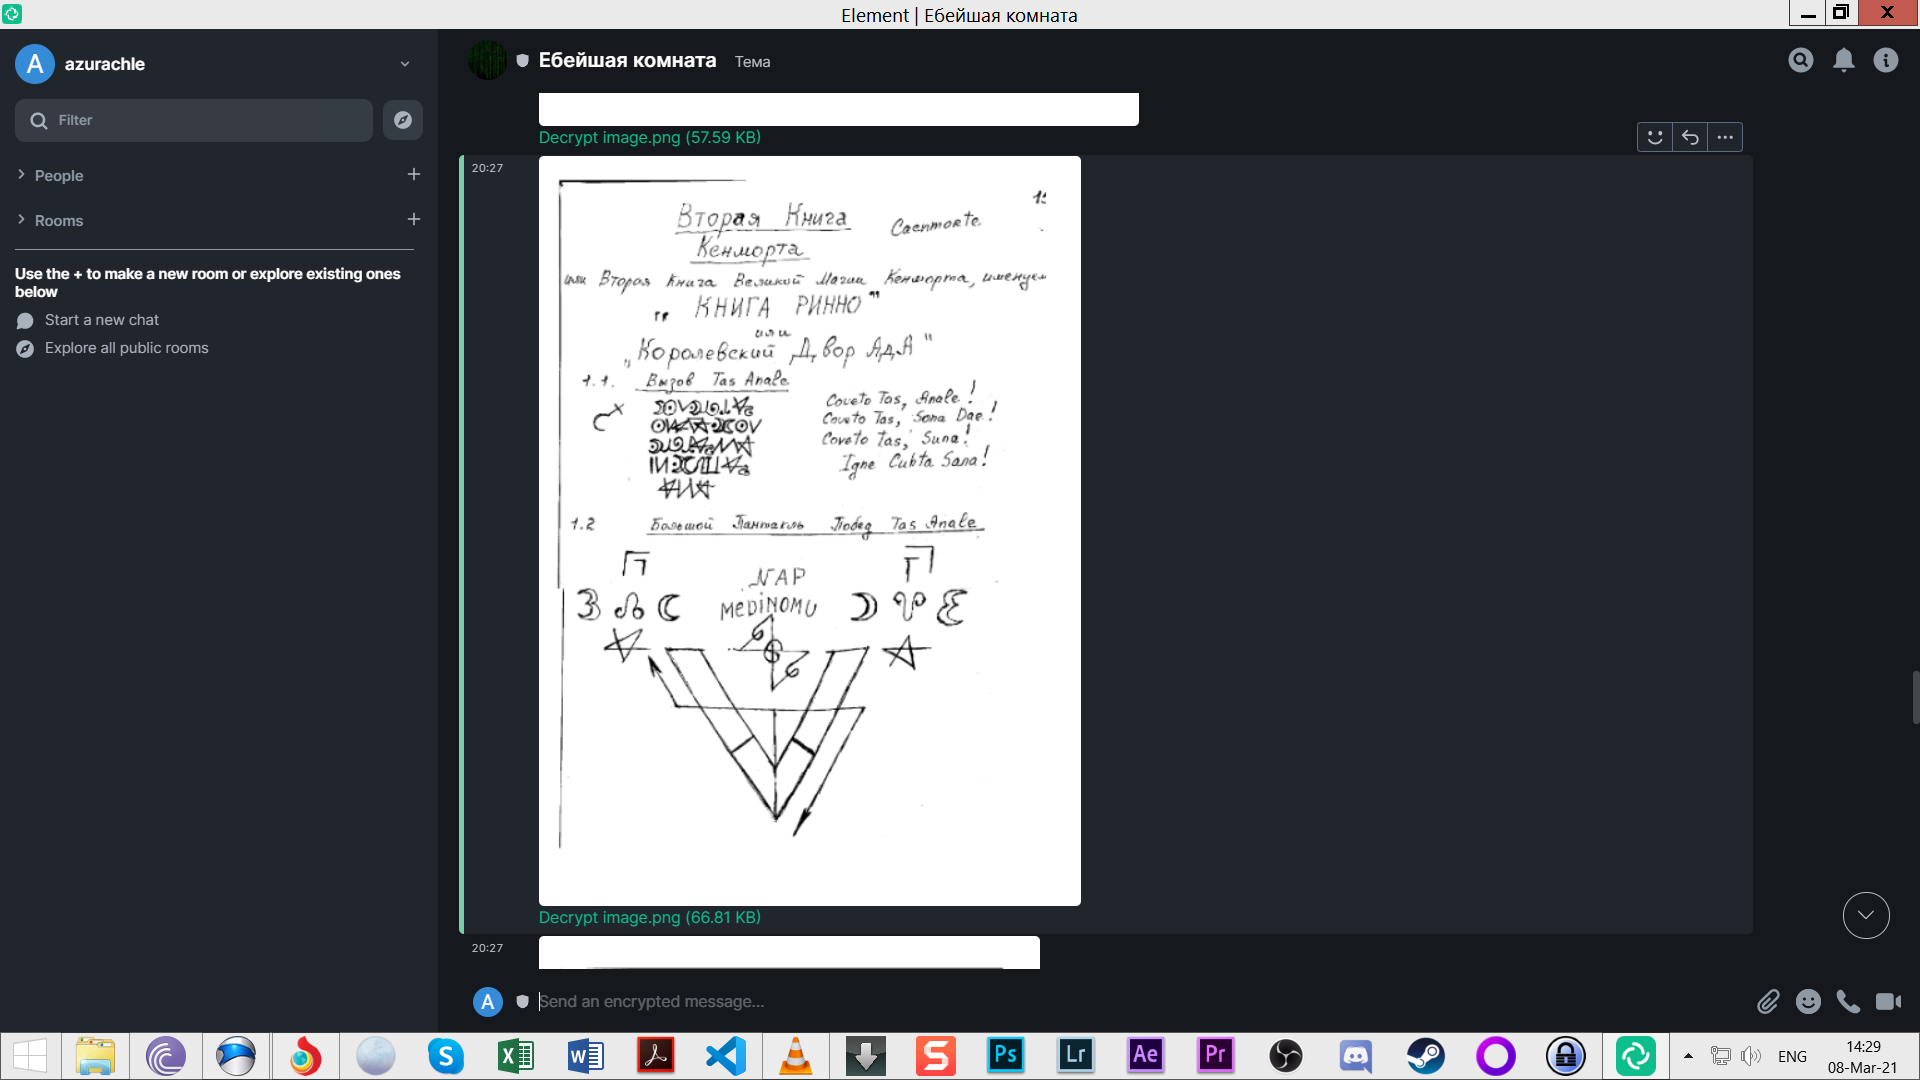 Element | Ебейшая комната
A azurachle
Filter
People
Rooms
Use the + to make a new room or explore existing ones
below
Start a new chat
Explore all public rooms
Ебейшая комната Тема
Decrypt image.png (57.59 KB)
20:27
Вторая Книга Caenmorte
Кенморта
или Вторая Книга Великой Магии Кенморта, именуем
"КНИГА РИННО"
или
„Королевский Двор АдА"
1.1. Вызов Tas Anale
Coveto Tas, Anale!
Coveto Tas, Sona Dae!
Coveto Tas, Suna!
Igne Cubta Sana!
1.2 Большой Пантакль Побед Tas Anale
NAP
MEDINOMU
Decrypt image.png (66.81 KB)
20:27
A Send an encrypted message...
ENG
14:29
08-Mar-21